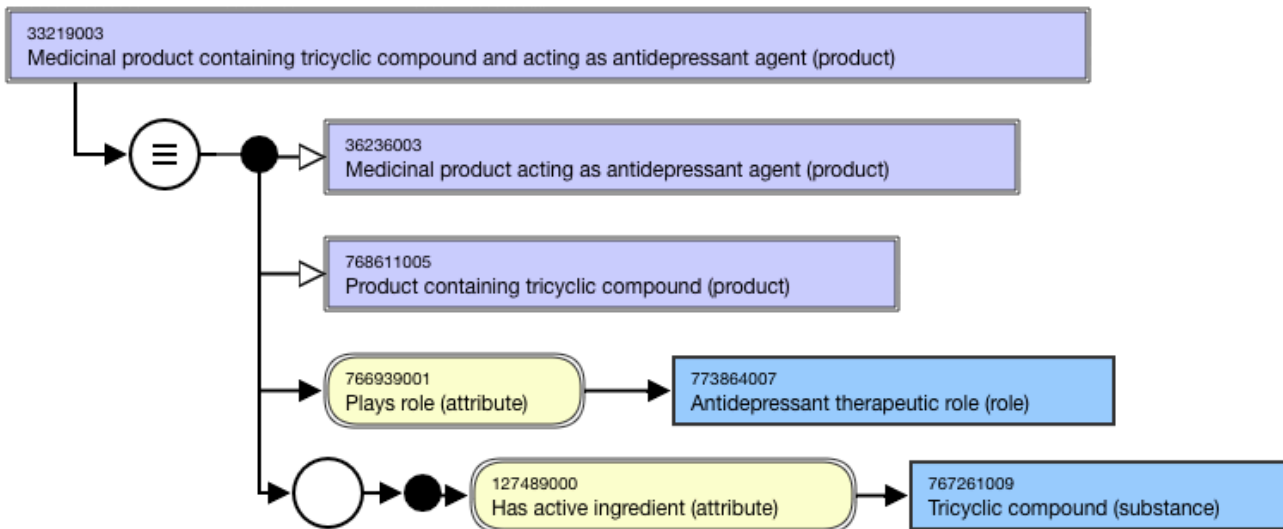 33219003
Medicinal product containing tricyclic compound and acting as antidepressant agent (product)
36236003
Medicinal product acting as antidepressant agent (product)
768611005
Product containing tricyclic compound (product)
766939001
Plays role (attribute)
773864007
Antidepressant therapeutic role (role)
127489000
Has active ingredient (attribute)
767261009
Tricyclic compound (substance)